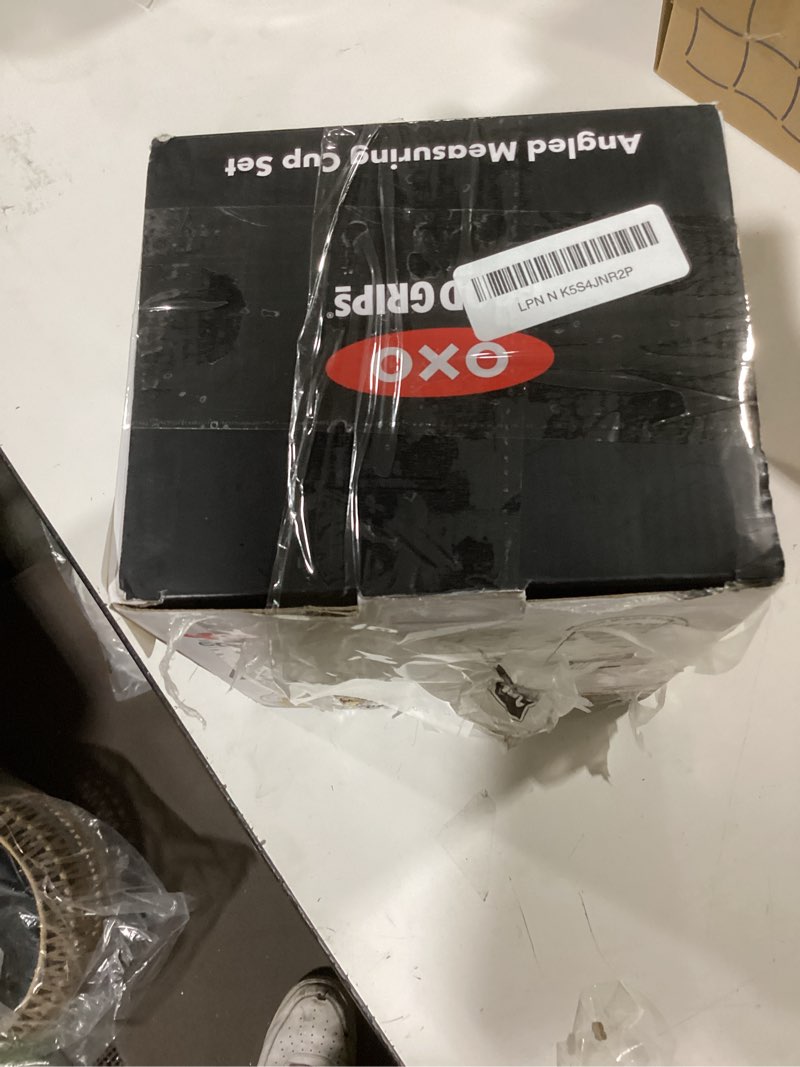 OXO
D GRIPS®
Angled Measuring Cup Set
LPN N K5S4JNR2P